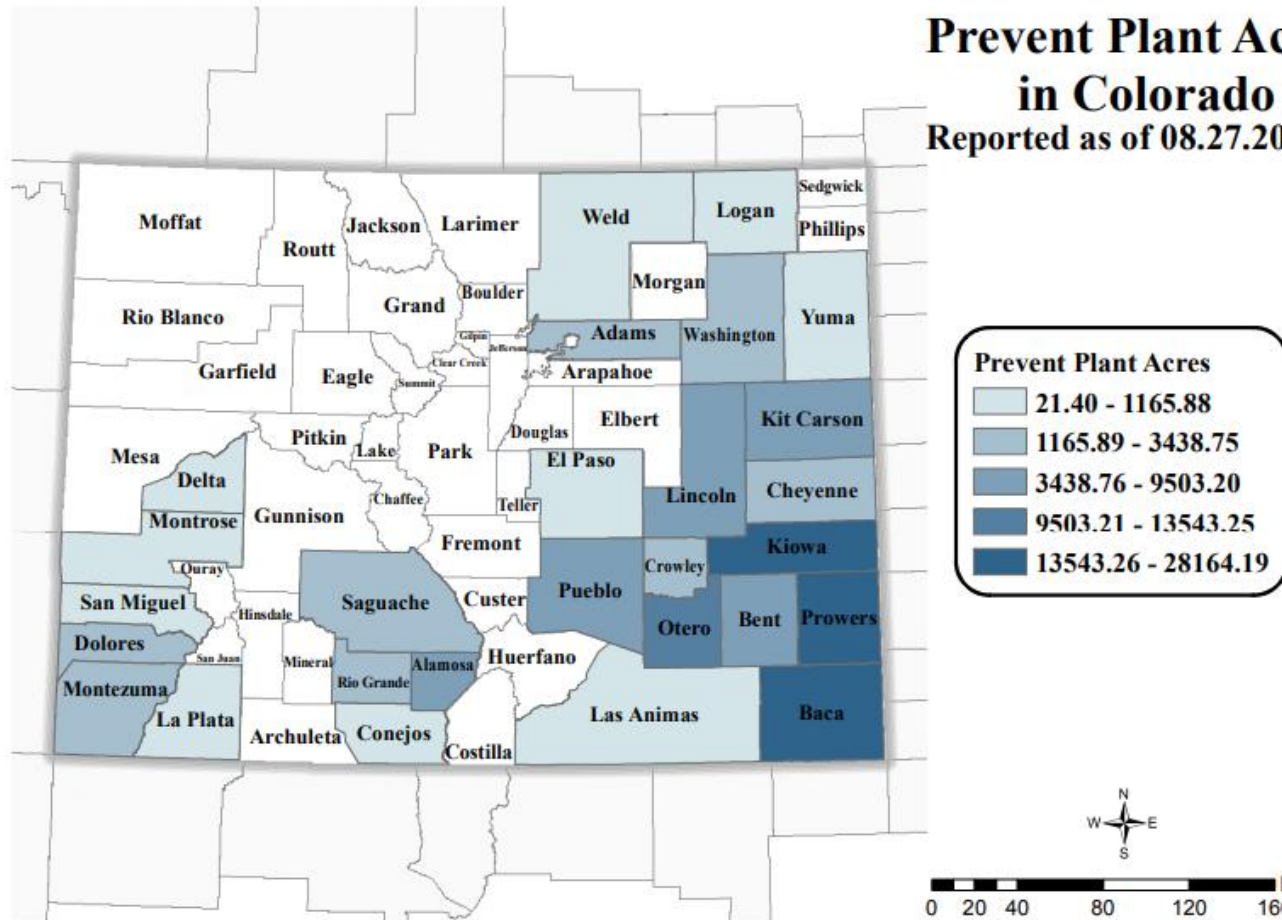 Prevent Plant Ac
in Colorado
Reported as of 08.27.20
Moffat
Routt
Jackson
Larimer
Weld
Logan
Sedgwick
Phillips
Morgan
Boulder
Grand
Rio Blanco
Yuma
Washington
Adams
Gilpin
Jefferson
Clear Creek
Arapahoe
Garfield
Eagle
Summit
Kit Carson
Elbert
Douglas
Pitkin
Lake
Park
Mesa
Delta
El Paso
Lincoln
Cheyenne
Teller
Chaffee
Gunnison
Montrose
Fremont
Kiowa
Crowley
Ouray
Pueblo
Saguache
Custer
San Miguel
Hinsdale
Otero
Bent
Prowers
Dolores
San Juan
Mineral
Alamosa
Huerfano
Rio Grande
Montezuma
La Plata
Archuleta
Conejos
Costilla
Las Animas
Baca
Prevent Plant Acres
21.40 - 1165.88
1165.89 - 3438.75
3438.76 - 9503.20
9503.21 - 13543.25
13543.26 - 28164.19
N
W E
S
0 20 40 80 120 16